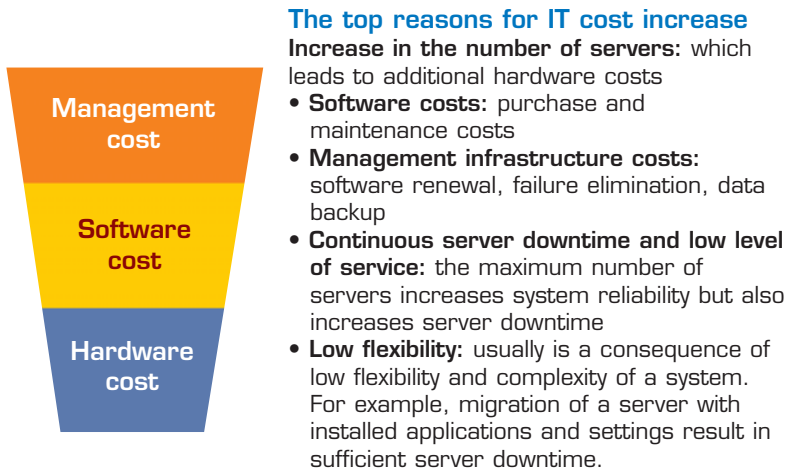 The top reasons for IT cost increase
Increase in the number of servers: which
leads to additional hardware costs
• Software costs: purchase and
maintenance costs
• Management infrastructure costs:
software renewal, failure elimination, data
backup
• Continuous server downtime and low level
of service: the maximum number of
servers increases system reliability but also
increases server downtime
• Low flexibility: usually is a consequence of
low flexibility and complexity of a system.
For example, migration of a server with
installed applications and settings result in
sufficient server downtime.
Management
cost
Software
cost
Hardware
cost